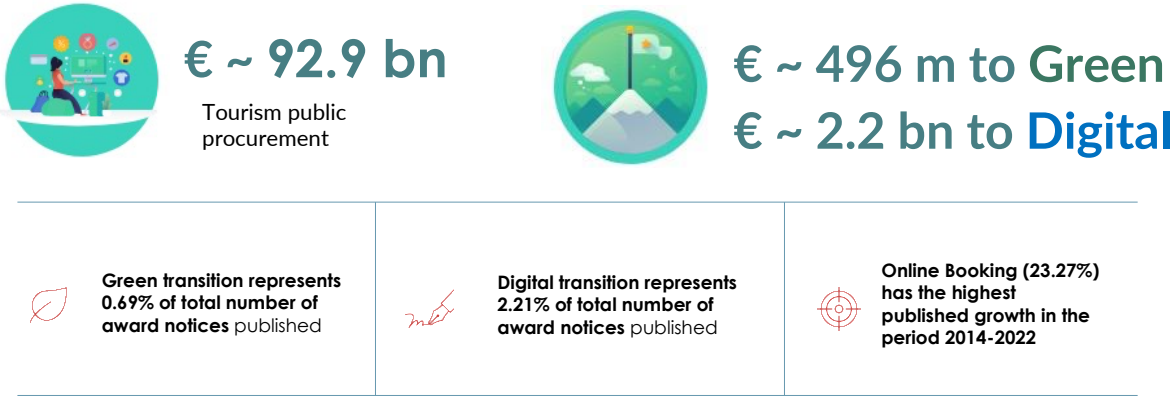 € ~ 92.9 bn
Tourism public
procurement
€ ~ 496 m to Green
€ ~ 2.2 bn to Digital
Green transition represents
0.69% of total number of
award notices published
Digital transition represents
2.21% of total number of
award notices published
Online Booking (23.27%)
has the highest
published growth in the
period 2014-2022